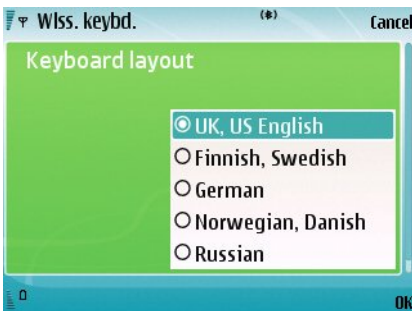 Wlss. keybd.
Cancel
Keyboard layout
UK, US English
Finnish, Swedish
German
Norwegian, Danish
Russian
OK